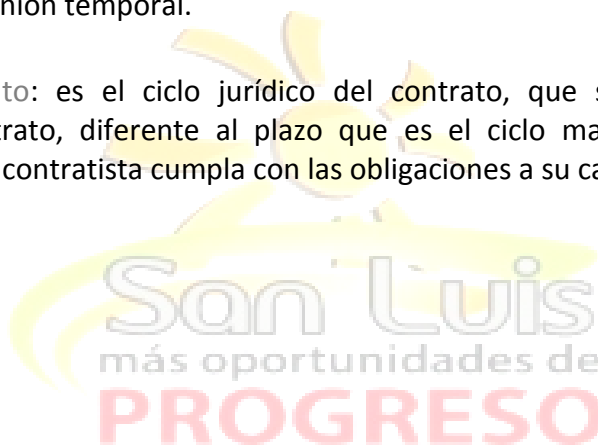 nión temporal.
to: es el ciclo jurídico del contrato, que s
trato, diferente al plazo que es el ciclo ma
contratista cumpla con las obligaciones a su ca
San Luis
más oportunidades de
PROGRESO